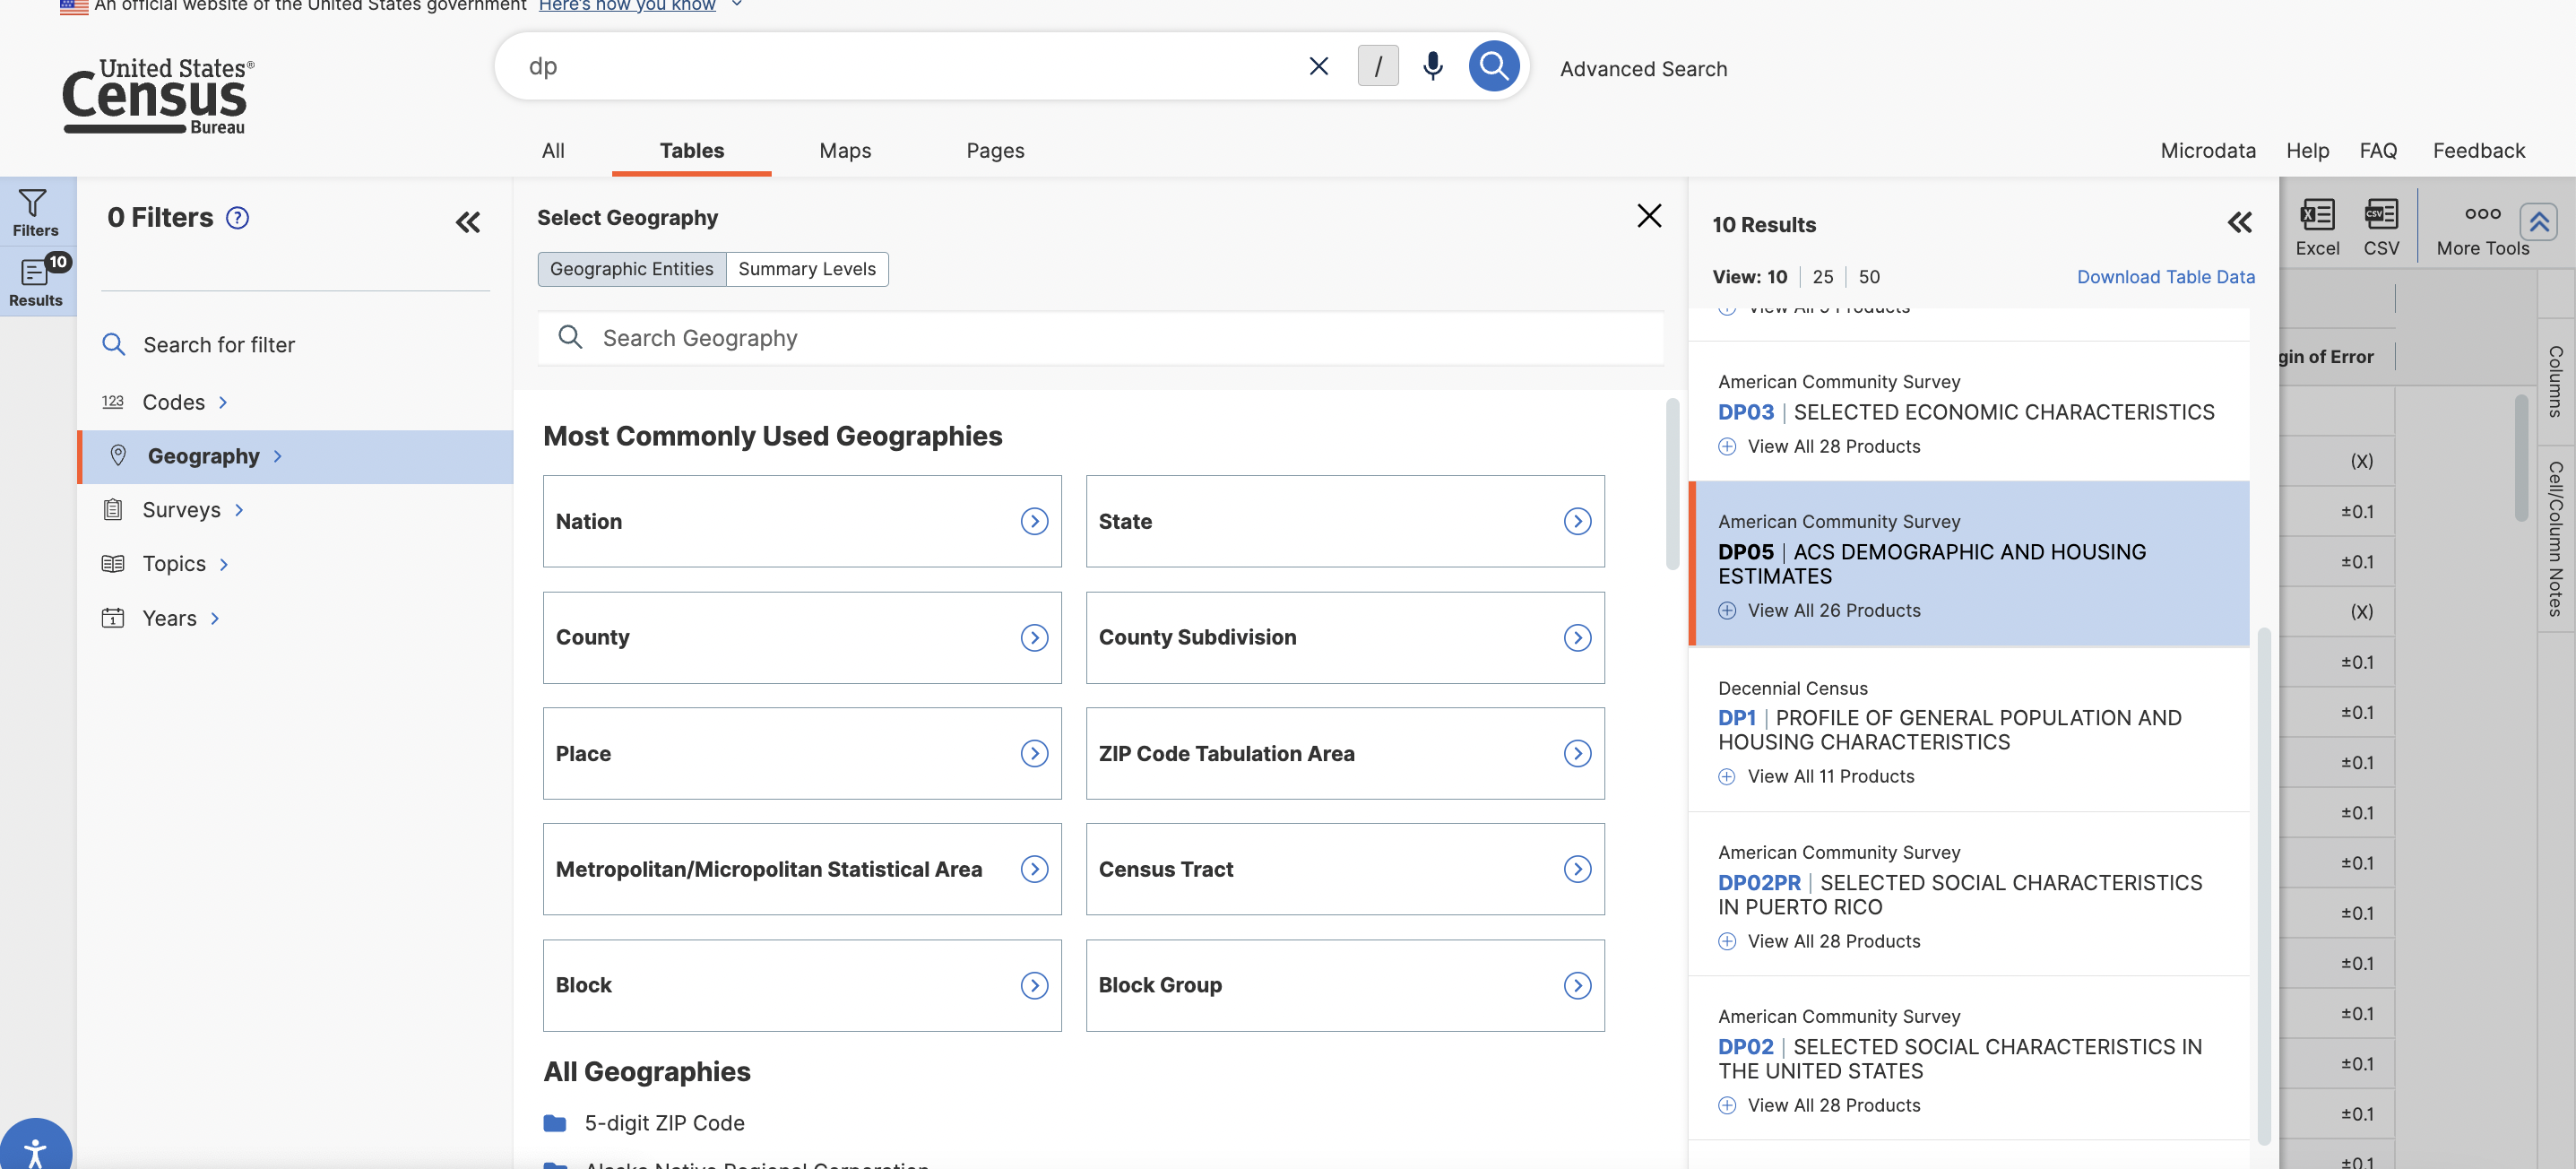 An official website of the United States government Here's how you know
United States®
Census
Bureau
dp
/
Advanced Search
All
Tables
Maps
Pages
Microdata
Help
FAQ
Feedback
Filters
10
Results
0 Filters ?
Search for filter
123 Codes
Geography
Surveys
Topics
1 Years
Select Geography
Geographic Entities
Summary Levels
Search Geography
Most Commonly Used Geographies
Nation
State
County
County Subdivision
Place
ZIP Code Tabulation Area
Metropolitan/Micropolitan Statistical Area
Census Tract
Block
Block Group
All Geographies
5-digit ZIP Code
Alaska Native Regional Corporation
10 Results
View: 10 | 25 | 50
Download Table Data
American Community Survey
DP03 | SELECTED ECONOMIC CHARACTERISTICS
View All 28 Products
American Community Survey
DP05 | ACS DEMOGRAPHIC AND HOUSING
ESTIMATES
View All 26 Products
Decennial Census
DP1 | PROFILE OF GENERAL POPULATION AND
HOUSING CHARACTERISTICS
View All 11 Products
American Community Survey
DP02PR | SELECTED SOCIAL CHARACTERISTICS
IN PUERTO RICO
View All 28 Products
American Community Survey
DP02 | SELECTED SOCIAL CHARACTERISTICS IN
THE UNITED STATES
View All 28 Products
X
Excel
CSV
CSV
More Tools
gin of Error
(X)
±0.1
±0.1
(X)
±0.1
±0.1
±0.1
±0.1
±0.1
±0.1
±0.1
±0.1
±0.1
±0.1
±0.1
Columns
Cell/Column Notes